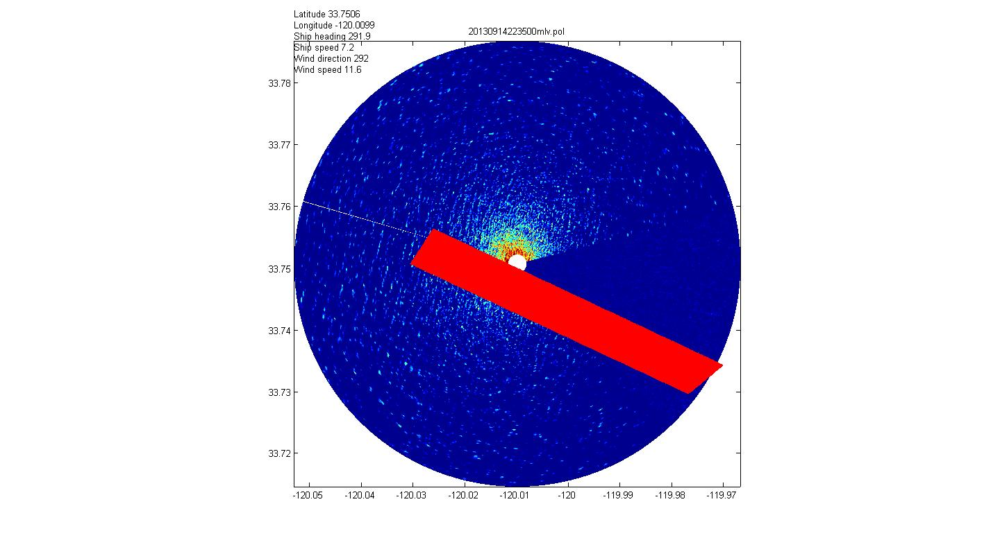 Latitude 33.7506
Longitude -120.0099
Ship heading 291.9
Ship speed 7.2
Wind direction 292
Wind speed 11.6
20130914223500mlv.pol
33.78
33.77
33.76
33.75
33.74
33.73
33.72
-120.05 -120.04 -120.03 -120.02 -120.01 -120 -119.99 -119.98 -119.97